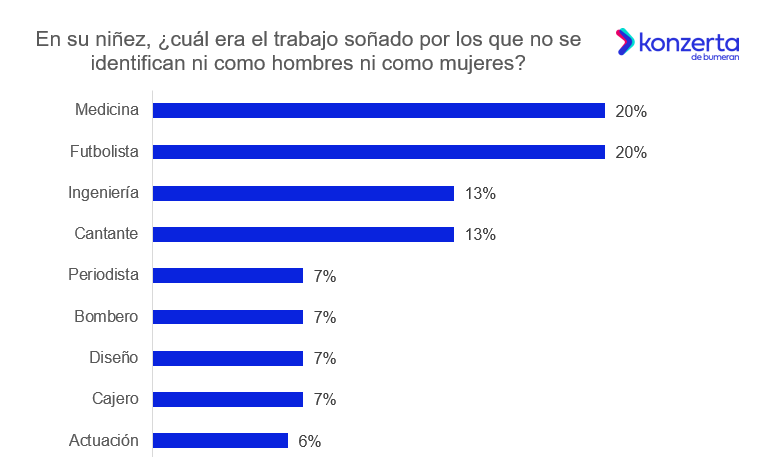 En su niñez, ¿cuál era el trabajo soñado por los que no se
identifican ni como hombres ni como mujeres?
konzerta
de bumeran
Medicina 20%
Futbolista 20%
Ingeniería 13%
Cantante 13%
Periodista 7%
Bombero 7%
Diseño 7%
Cajero 7%
Actuación 6%